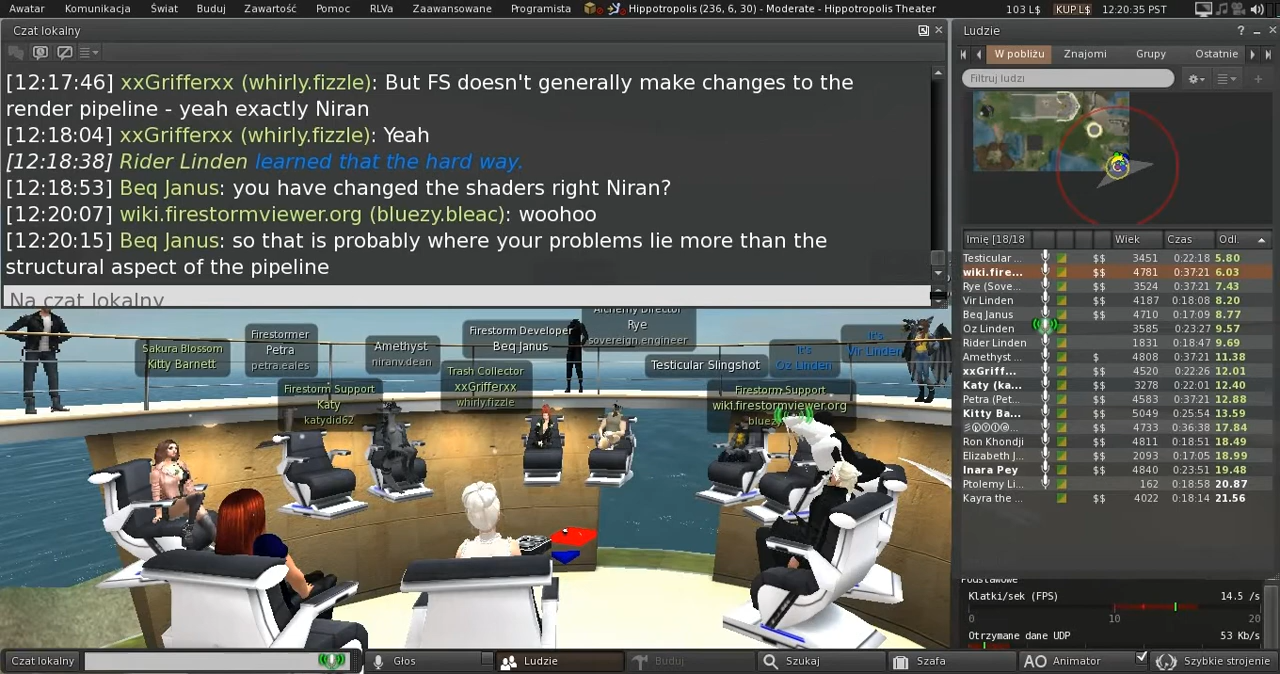 Awatar Komunikacja Świat Buduj Zawartość Pomoc RLVa Zaawansowane Programista Hippotropolis (236, 6, 30) - Moderate - Hippotropolis Theater 103 L$ KUP L$ 12:20:35 PST
Czat lokalny
[12:17:46] xxGrifferxx (whirly.fizzle): But FS doesn't generally make changes to the
render pipeline - yeah exactly Niran
[12:18:04] xxGrifferxx (whirly.fizzle): Yeah
[12:18:38] Rider Linden learned that the hard way.
[12:18:53] Beq Janus: you have changed the shaders right Niran?
[12:20:07] wiki.firestormviewer.org (bluezy.bleac): woohoo
[12:20:15] Beq Janus: so that is probably where your problems lie more than the
structural aspect of the pipeline
Na czat lokalny
Sakura Blossom
Kitty Barnett
Firestormer
Petra
petra.eales
Firestorm Support
Katy
katydid62
Amethyst
niranv.dean
Firestorm Developer
Beq Janus
Trash Collector
xxGrifferxx
whirly.fizzle
Alchemy Director
Rye
sovereign.engineer
Testicular Slingshot
It's
Oz Linden
It's
Vir Linden
Firestorm Support
wiki.firestormviewer.org
Ludzie
W pobliżu Znajomi Grupy Ostatnie
Filtruj ludzi
Imię [18/18 Wiek Czas Odl.
Testicular ... $$ 3451 0:22:18 5.80
wiki.fire... $$ 4781 0:37:21 6.03
Rye (Sove... $$ 3524 0:37:21 7.43
Vir Linden $$ 4187 0:18:08 8.20
Beq Janus $$ 4710 0:17:09 8.77
Oz Linden 3585 0:23:27 9.57
Rider Linden 1831 0:18:47 9.69
Amethyst ... $ 4808 0:37:21 11.38
xxGriff... $$ 4520 0:22:26 12.01
Katy (ka... $$ 3278 0:22:01 12.40
Petra (Pet... $$ 4583 0:37:21 12.88
Kitty Ba... $$ 5049 0:25:54 13.59
$$ 4733 0:36:38 17.84
Ron Khondji $$ 4811 0:18:51 18.49
Elizabeth J... $$ 2093 0:17:05 18.99
Inara Pey $$ 4840 0:23:51 19.48
Ptolemy Li... 162 0:18:58 20.87
Kayra the ... $$ 4022 0:18:14 21.56
Podstawowe
Klatki/sek (FPS) 14.5 /s
0 10 20
Otrzymane dane UDP 53 Kb/s
Czat lokalny Głos Ludzie Buduj Szukaj Szafa AO Animator Szybkie strojenie